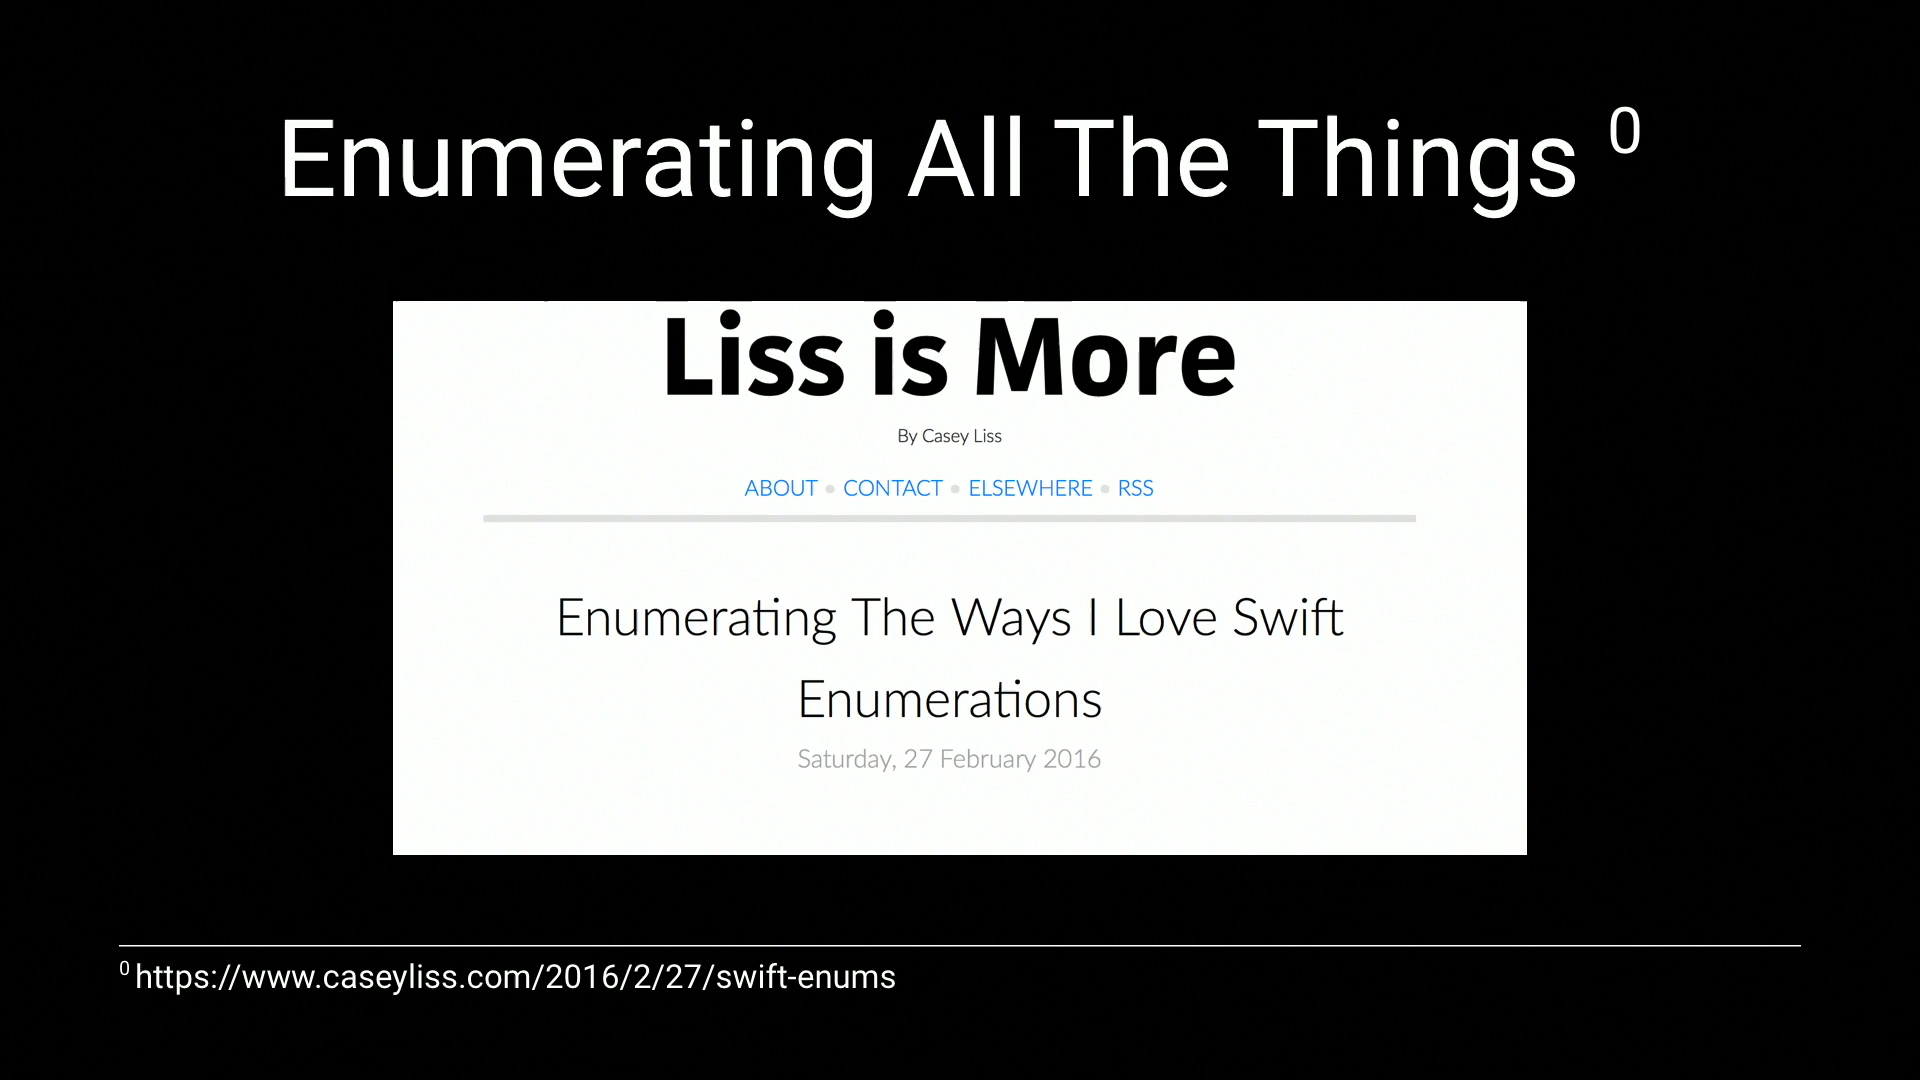 Enumerating All The Things 0
Liss is More
By Casey Liss
ABOUT • CONTACT • ELSEWHERE • RSS
Enumerating The Ways I Love Swift
Enumerations
Saturday, 27 February 2016
0 https://www.caseyliss.com/2016/2/27/swift-enums